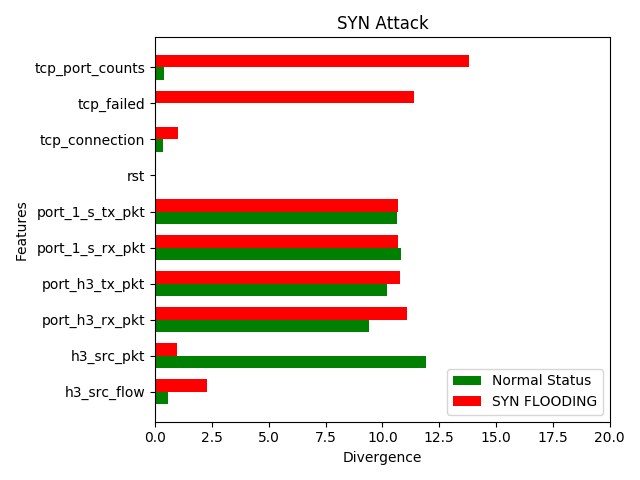 SYN Attack
tcp_port_counts
tcp_failed
tcp_connection
rst
port_1_s_tx_pkt
port_1_s_rx_pkt
port_h3_tx_pkt
port_h3_rx_pkt
h3_src_pkt
h3_src_flow
Features
Normal Status
SYN FLOODING
0.0 2.5 5.0 7.5 10.0 12.5 15.0 17.5 20.0
Divergence